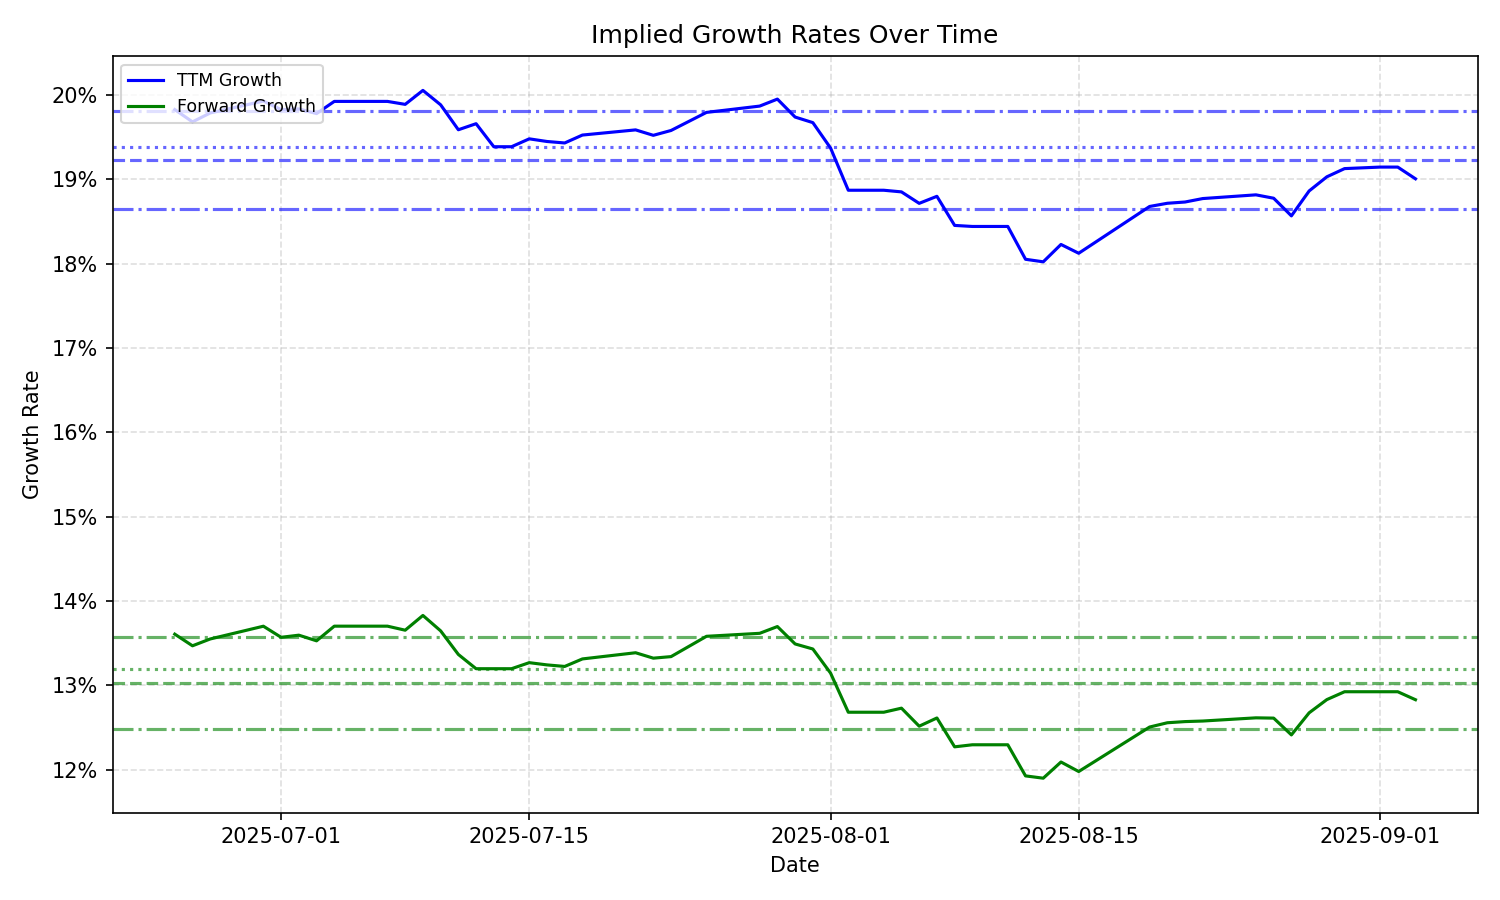 Implied Growth Rates Over Time
TTM Growth
Forward Growth
20%
19%
18%
17%
16%
15%
14%
13%
12%
Growth Rate
2025-07-01
2025-07-15
2025-08-01
2025-08-15
2025-09-01
Date